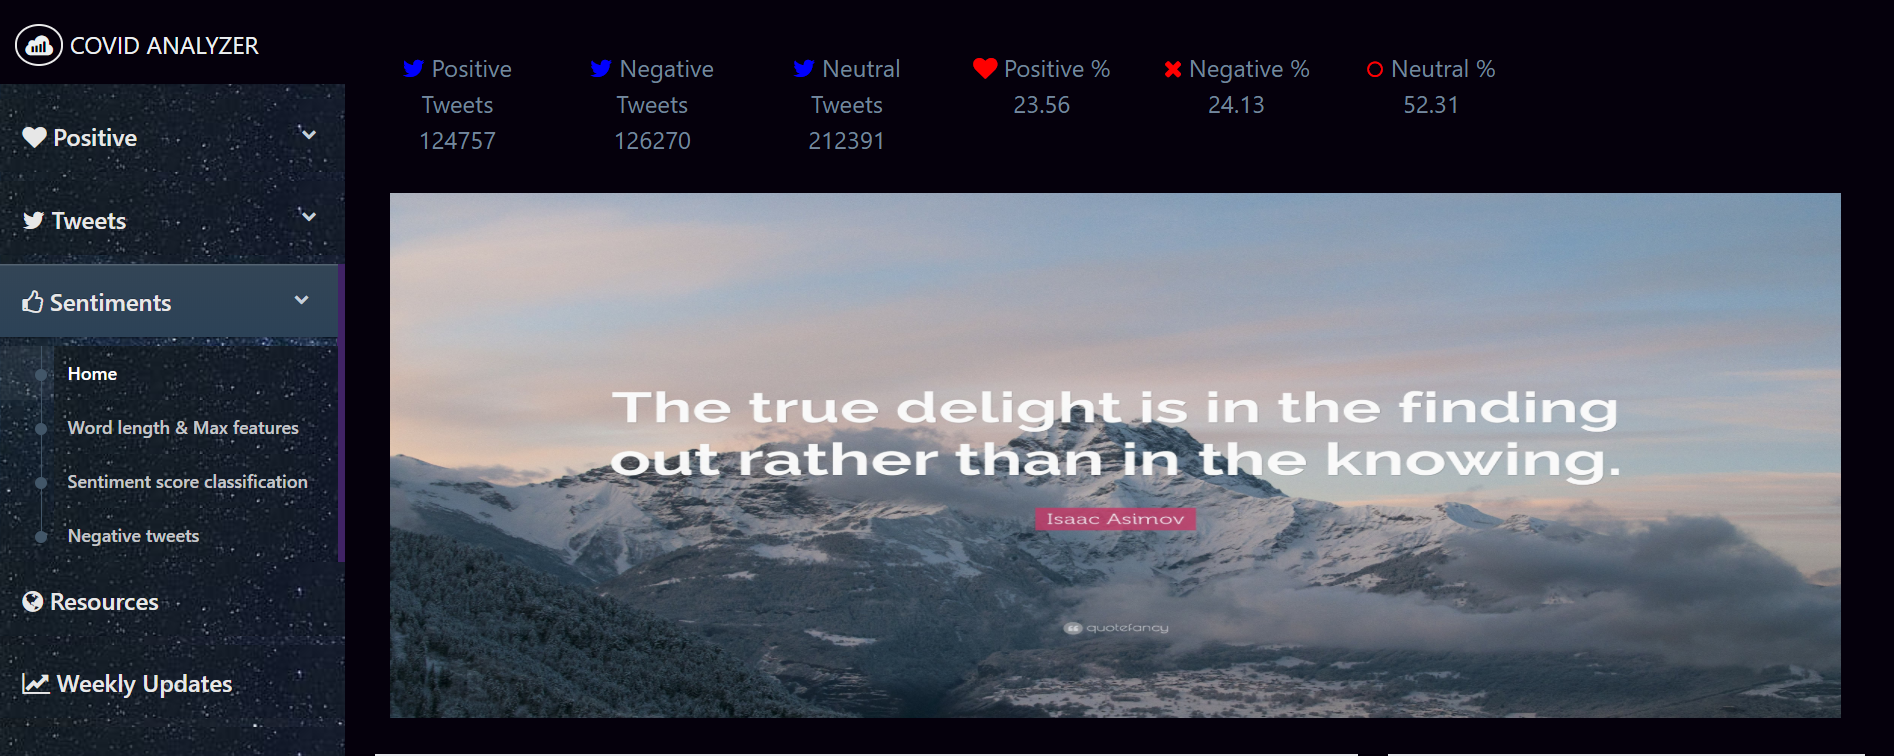 COVID ANALYZER
Positive
Tweets
Sentiments
Home
Word length & Max features
Sentiment score classification
Negative tweets
Resources
Weekly Updates
Positive
Tweets
124757
Negative
Tweets
126270
Neutral
Tweets
212391
Positive %
23.56
Negative %
24.13
Neutral %
52.31
The true delight is in the finding
out rather than in the knowing.
Isaac Asimov
quotefancy